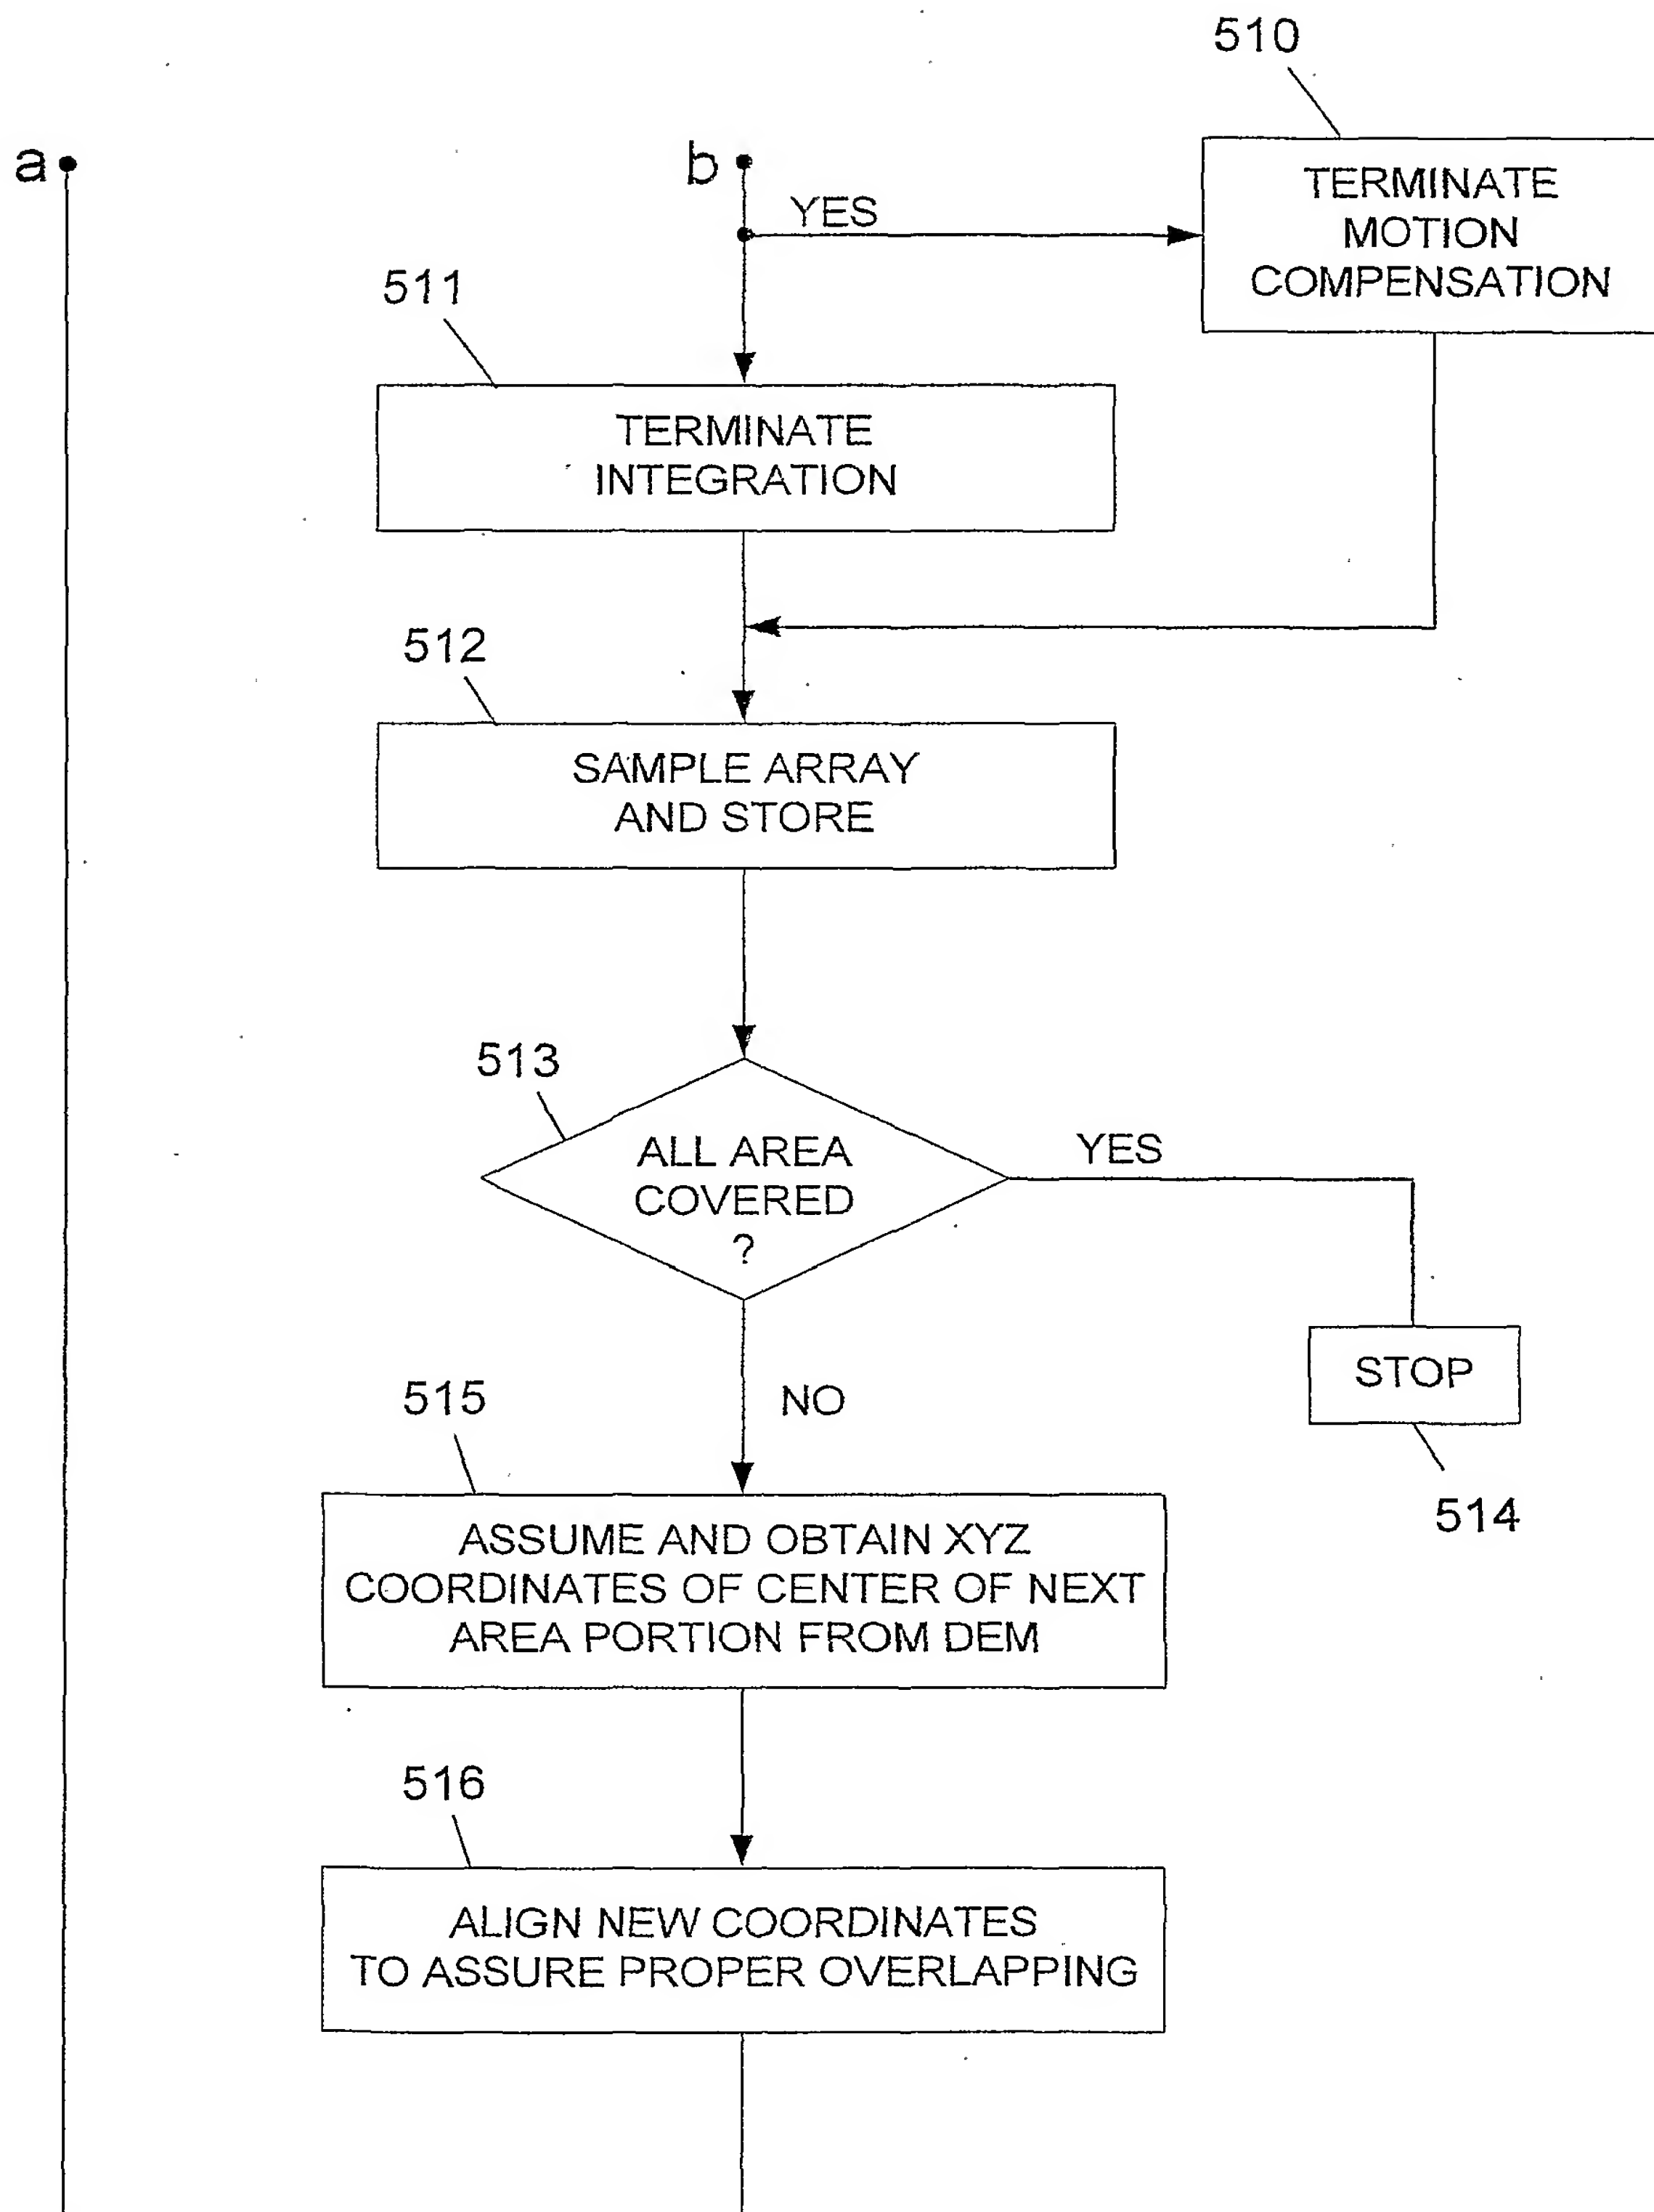 510
a
b
YES
TERMINATE
MOTION
COMPENSATION
511
TERMINATE
INTEGRATION
512
SAMPLE ARRAY
AND STORE
513
ALL AREA
COVERED
?
YES
STOP
514
NO
515
ASSUME AND OBTAIN XYZ
COORDINATES OF CENTER OF NEXT
AREA PORTION FROM DEM
516
ALIGN NEW COORDINATES
TO ASSURE PROPER OVERLAPPING